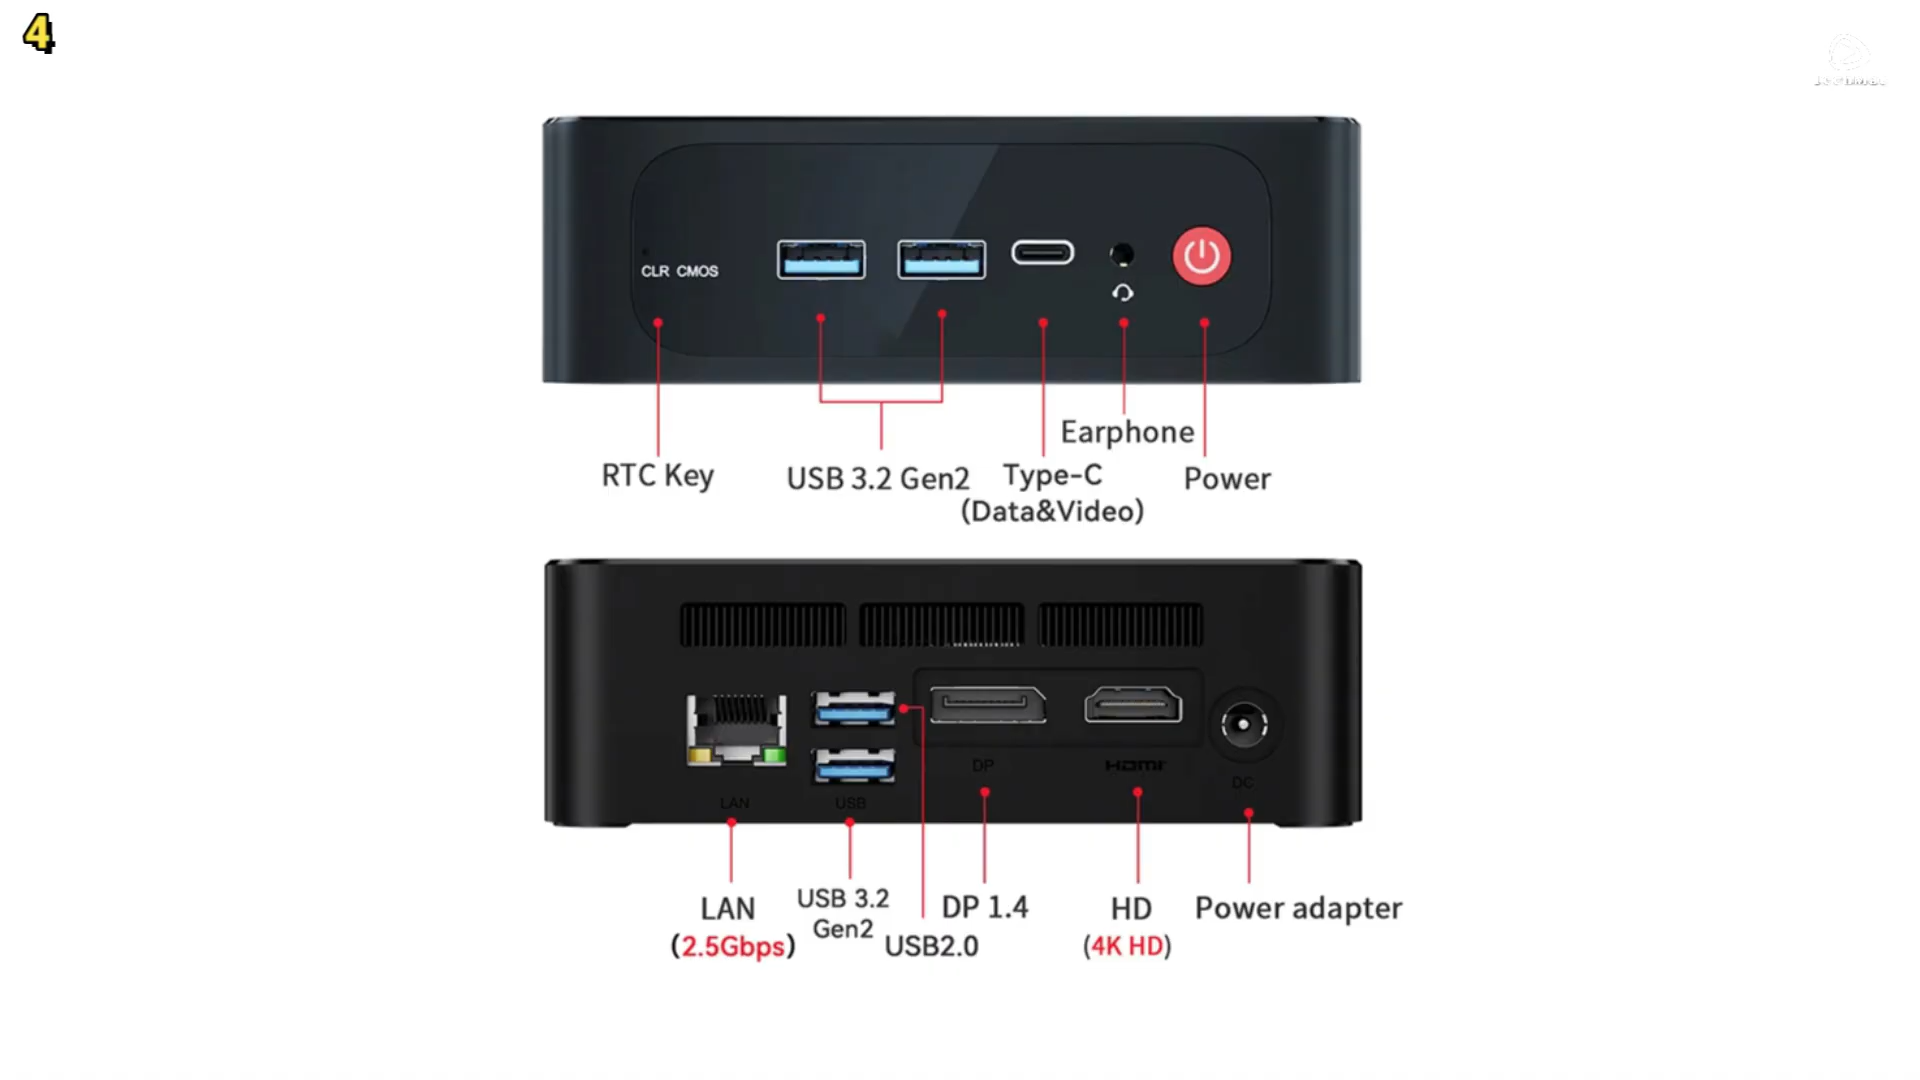 4
CLR CMOS
Earphone
RTC Key
USB 3.2 Gen2
Type-C
(Data&Video)
Power
DP
HDMI
DC
LAN
USB
LAN
(2.5Gbps)
USB 3.2
Gen2
USB2.0
DP 1.4
HD
(4K HD)
Power adapter